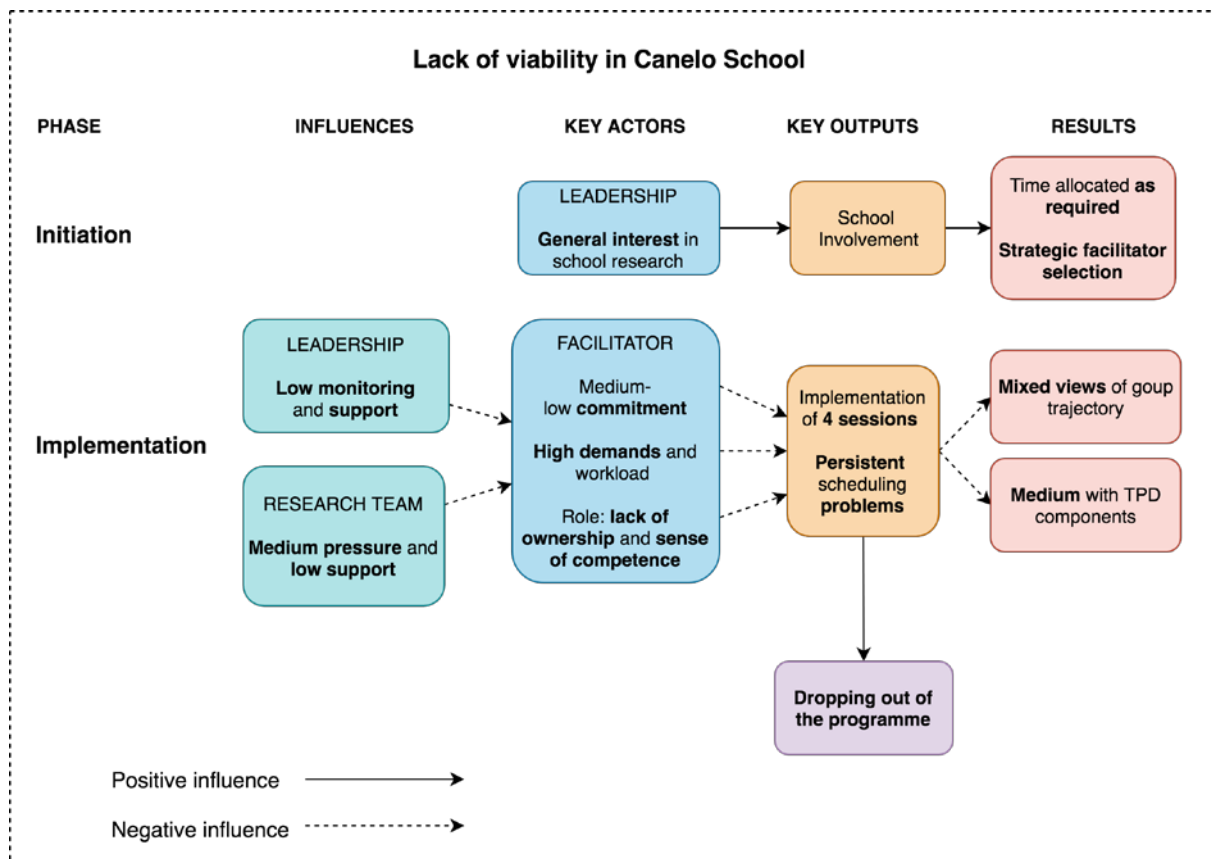 Lack of viability in Canelo School
PHASE
INFLUENCES
KEY ACTORS
KEY OUTPUTS
RESULTS
Initiation
LEADERSHIP
General interest in
school research
School
Involvement
Time allocated as
required
Strategic facilitator
selection
Implementation
LEADERSHIP
Low monitoring
and support
RESEARCH TEAM
Medium pressure and
low support
FACILITATOR
Medium-
low commitment
High demands and
workload
Role: lack of
ownership and sense
of competence
Implementation
of 4 sessions
Persistent
scheduling
problems
Mixed views of goup
trajectory
Medium with TPD
components
Dropping out of
the programme
Positive influence
Negative influence